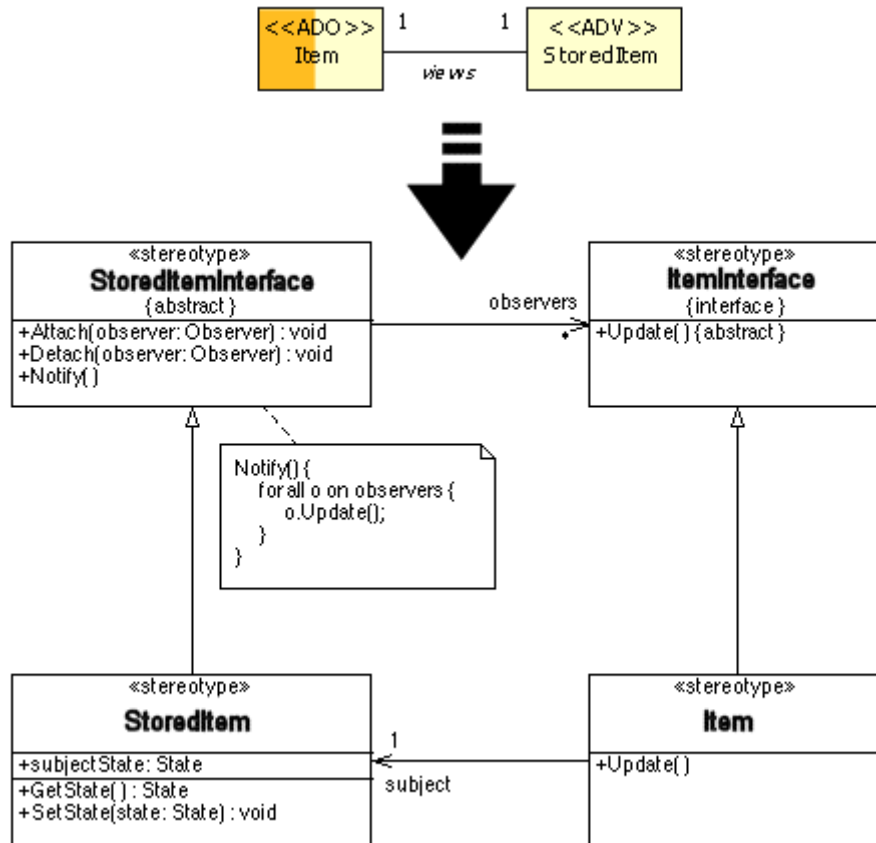 <<ADO>>
Item
1
1
views
<<ADV>>
StoredItem
«stereotype»
StoredItemInterface
{abstract}
+Attach(observer: Observer) : void
+Detach(observer: Observer) : void
+Notify()
observers
*
«stereotype»
ItemInterface
{interface}
+Update() {abstract}
Notify() {
for all o on observers {
o.Update();
}
}
«stereotype»
StoredItem
+subjectState: State
+GetState() : State
+SetState(state: State) : void
1
subject
«stereotype»
Item
+Update()